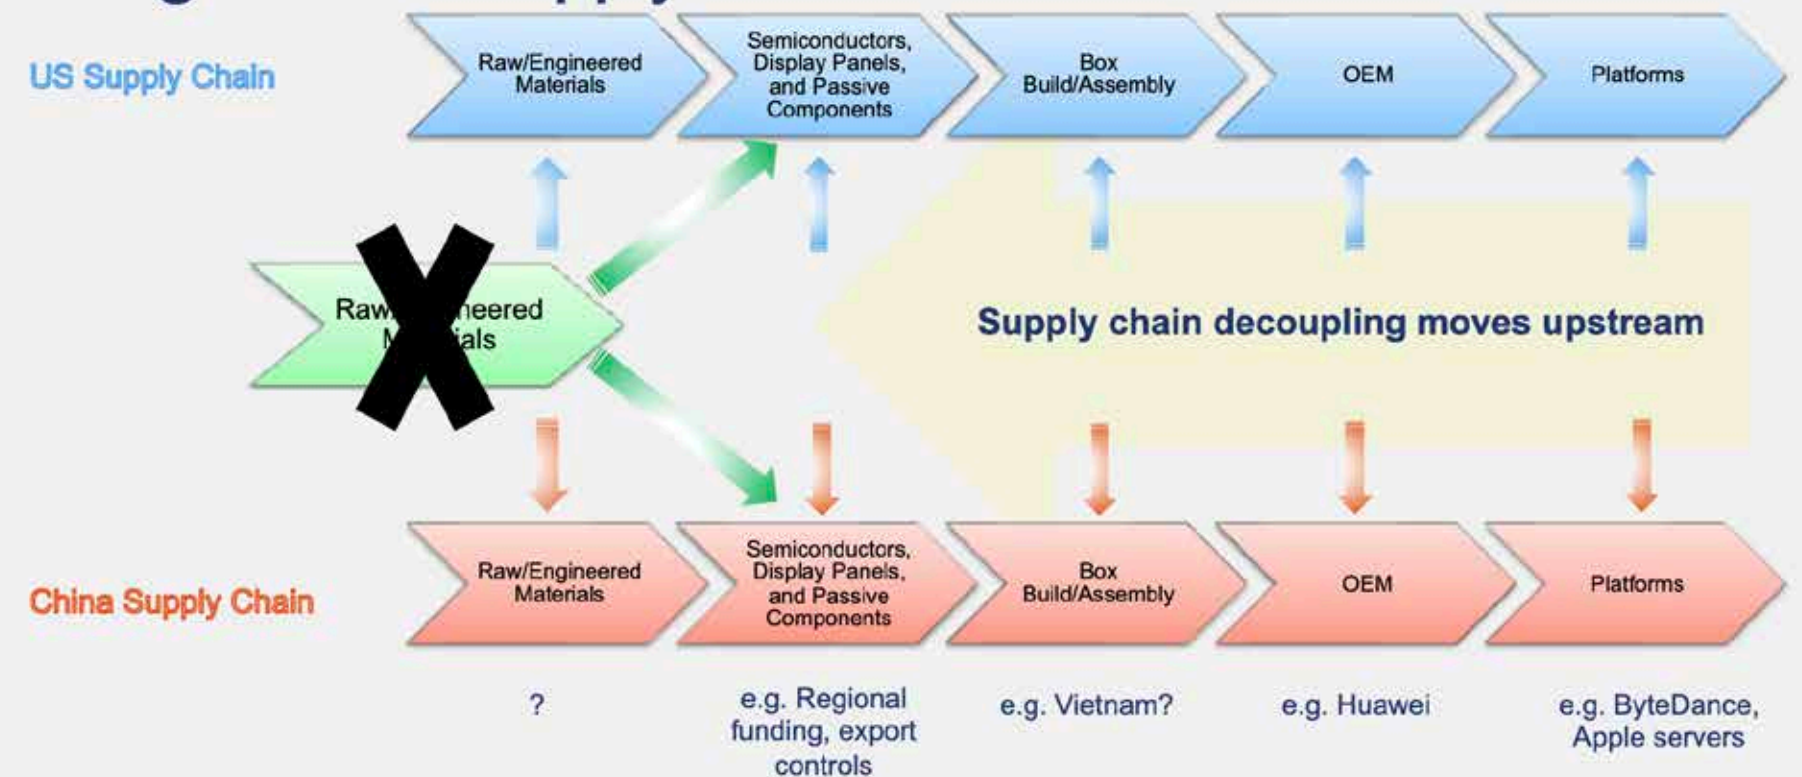 US Supply Chain
Raw/Engineered
Materials
Semiconductors,
Display Panels,
and Passive
Components
Box
Build/Assembly
OEM
Platforms
Supply chain decoupling moves upstream
China Supply Chain
Raw/Engineered
Materials
Semiconductors,
Display Panels,
and Passive
Components
Box
Build/Assembly
OEM
Platforms
?
e.g. Regional
funding, export
controls
e.g. Vietnam?
e.g. Huawei
e.g. ByteDance,
Apple servers